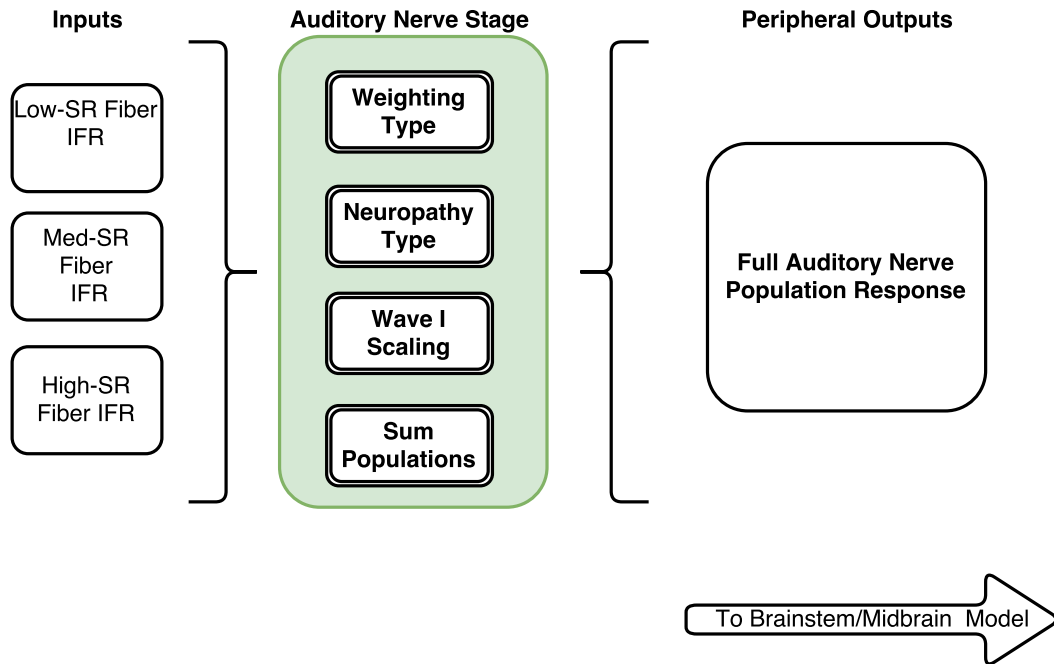 Inputs
Auditory Nerve Stage
Peripheral Outputs
Low-SR Fiber
IFR
Med-SR
Fiber
IFR
High-SR
Fiber IFR
Weighting
Type
Neuropathy
Type
Wave I
Scaling
Sum
Populations
Full Auditory Nerve
Population Response
To Brainstem/Midbrain  Model